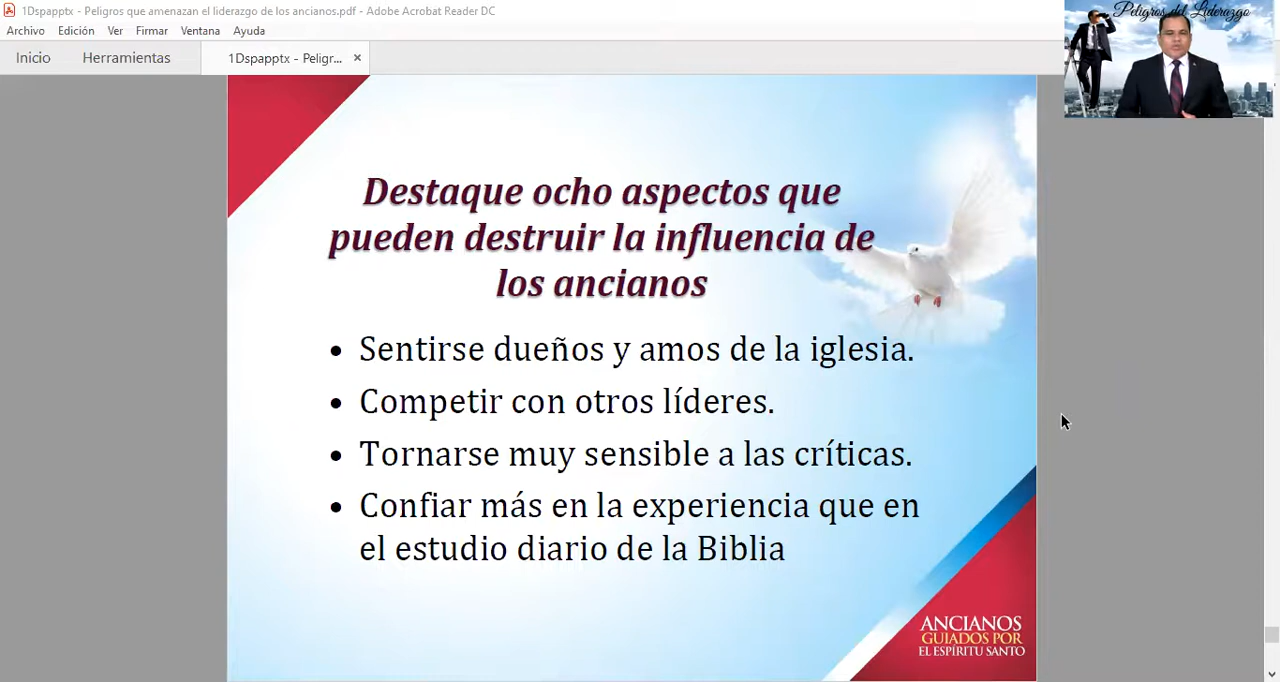 1Dspapptx - Peligros que amenazan el liderazgo de los ancianos.pdf - Adobe Acrobat Reader DC
Archivo Edición Ver Firmar Ventana Ayuda
Inicio Herramientas 1Dspapptx - Peligr... ×
Peligros del Liderazgo
Destaque ocho aspectos que
pueden destruir la influencia de
los ancianos
• Sentirse dueños y amos de la iglesia.
• Competir con otros líderes.
• Tornarse muy sensible a las críticas.
• Confiar más en la experiencia que en
el estudio diario de la Biblia
ANCIANOS
GUIADOS POR
EL ESPÍRITU SANTO